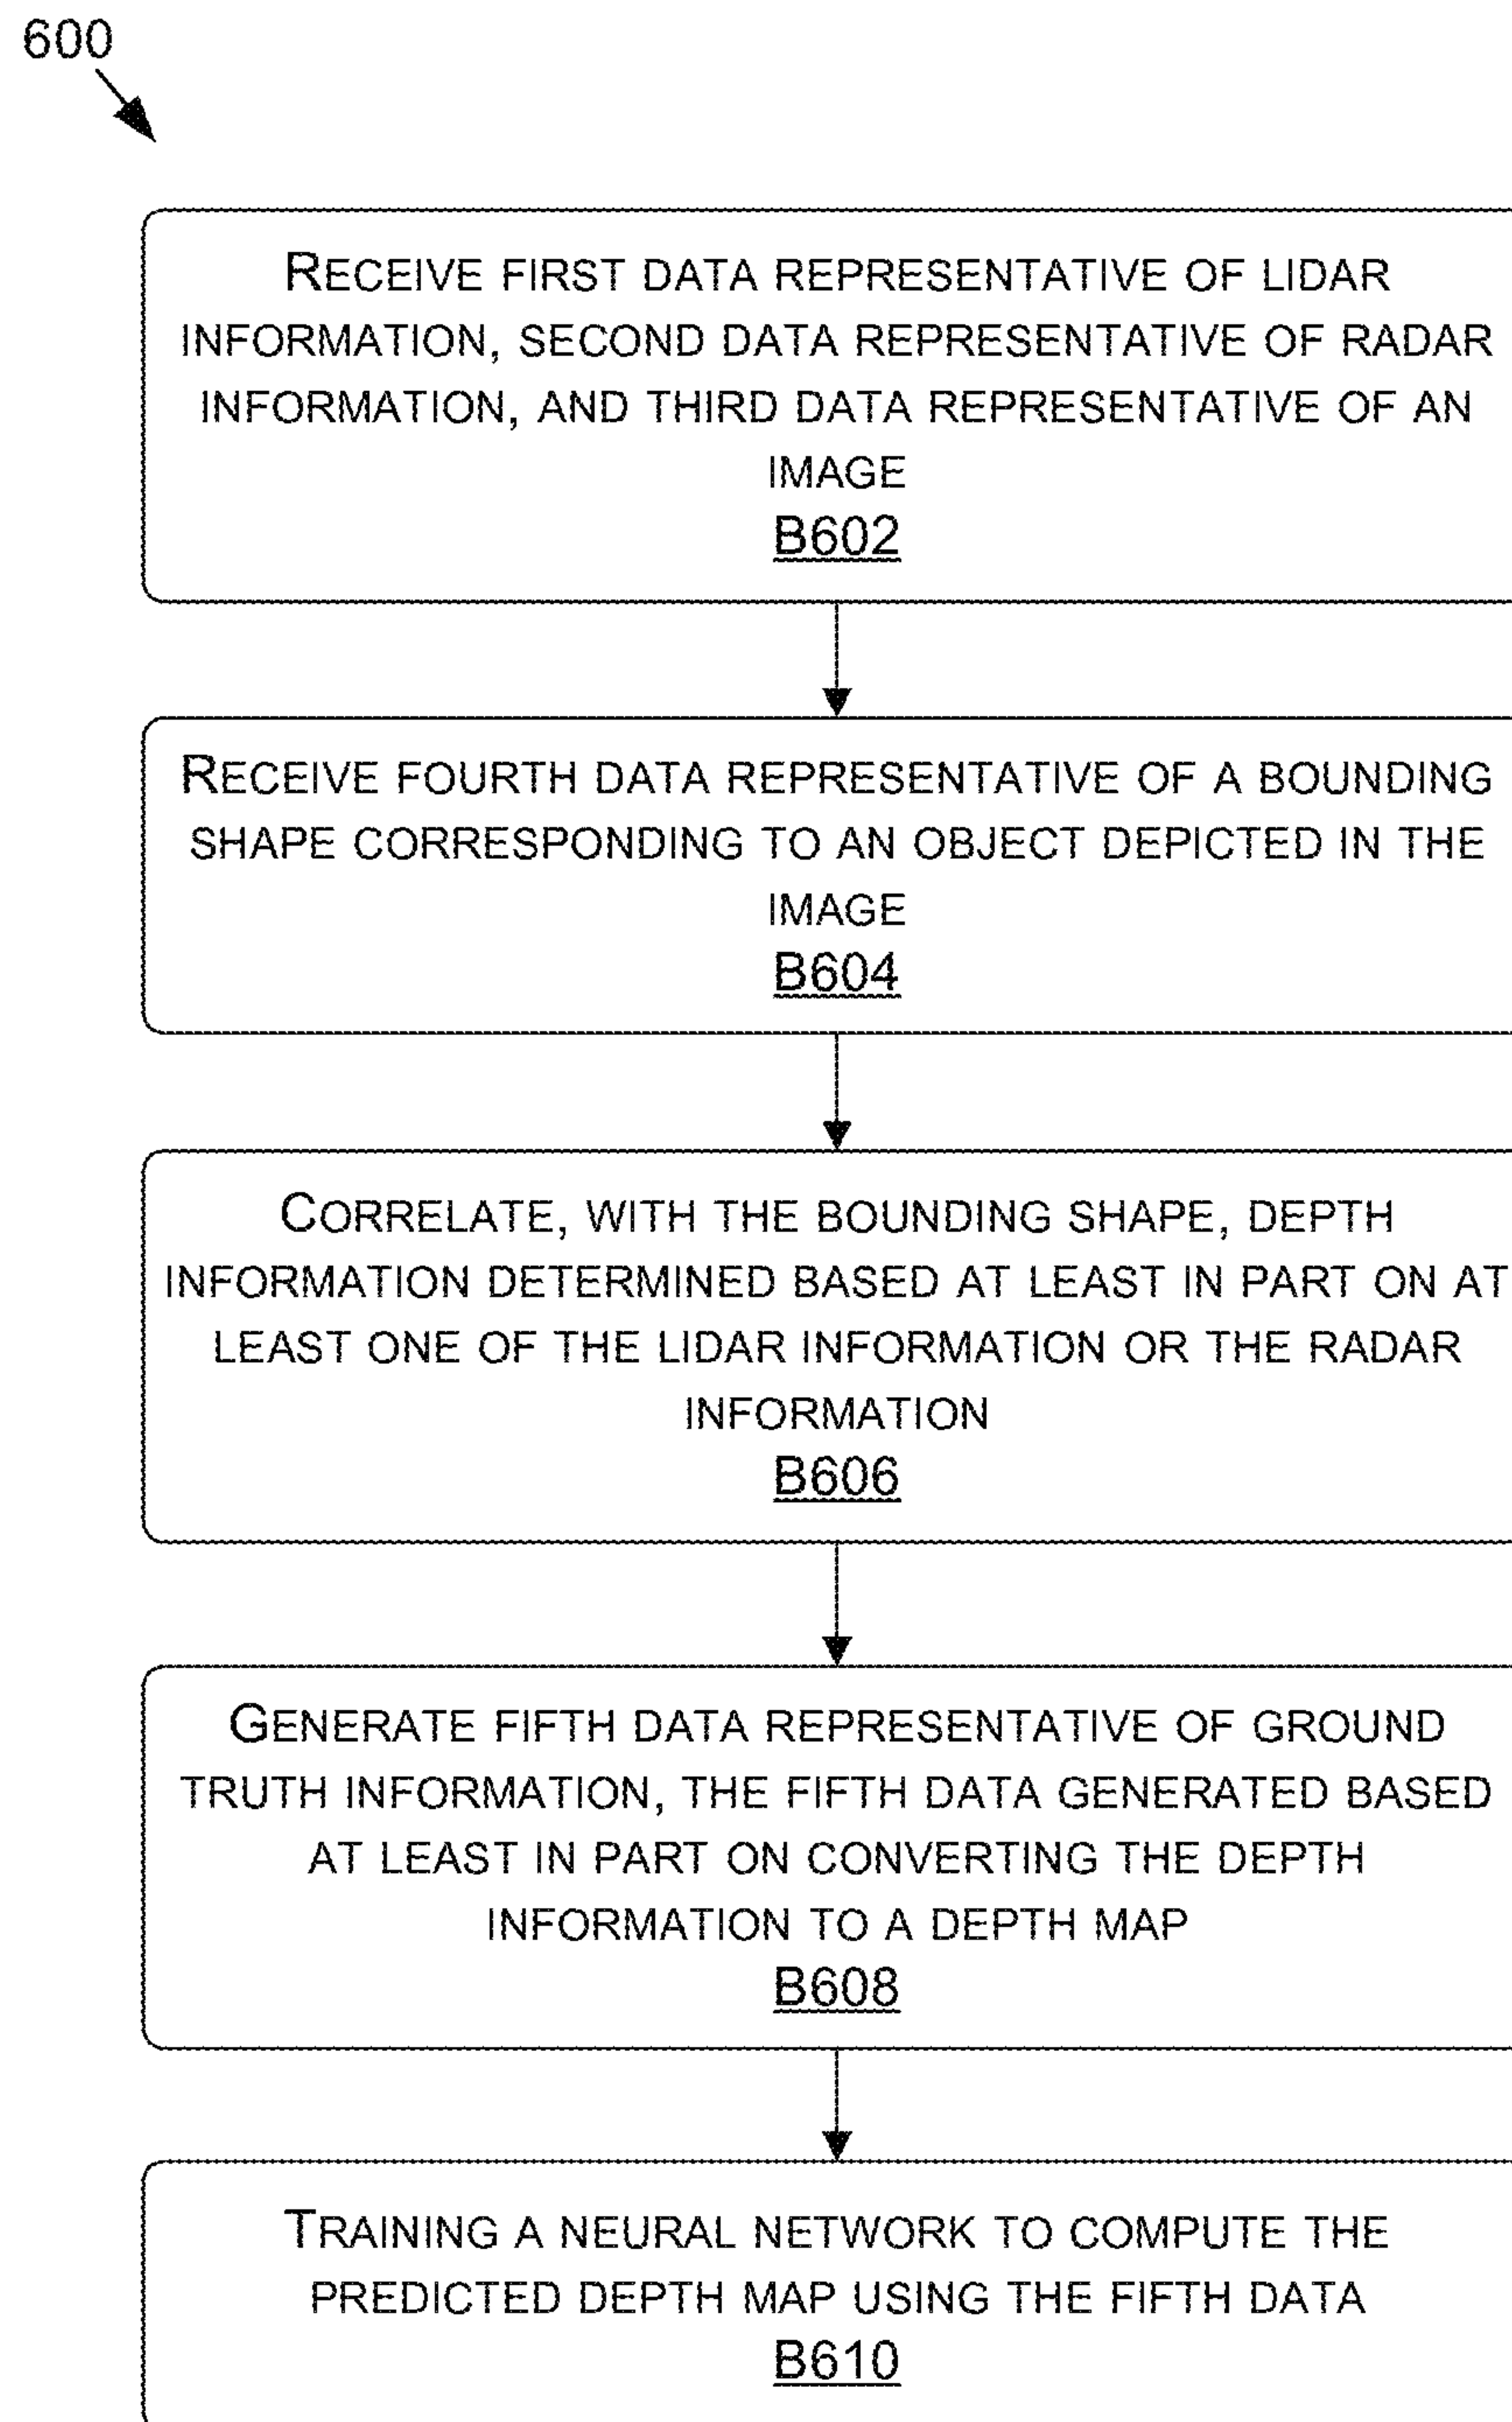 600
RECEIVE FIRST DATA REPRESENTATIVE OF LIDAR
INFORMATION, SECOND DATA REPRESENTATIVE OF RADAR
INFORMATION, AND THIRD DATA REPRESENTATIVE OF AN
IMAGE
B602
RECEIVE FOURTH DATA REPRESENTATIVE OF A BOUNDING
SHAPE CORRESPONDING TO AN OBJECT DEPICTED IN THE
IMAGE
B604
CORRELATE, WITH THE BOUNDING SHAPE, DEPTH
INFORMATION DETERMINED BASED AT LEAST IN PART ON AT
LEAST ONE OF THE LIDAR INFORMATION OR THE RADAR
INFORMATION
B606
GENERATE FIFTH DATA REPRESENTATIVE OF GROUND
TRUTH INFORMATION, THE FIFTH DATA GENERATED BASED
AT LEAST IN PART ON CONVERTING THE DEPTH
INFORMATION TO A DEPTH MAP
B608
TRAINING A NEURAL NETWORK TO COMPUTE THE
PREDICTED DEPTH MAP USING THE FIFTH DATA
B610